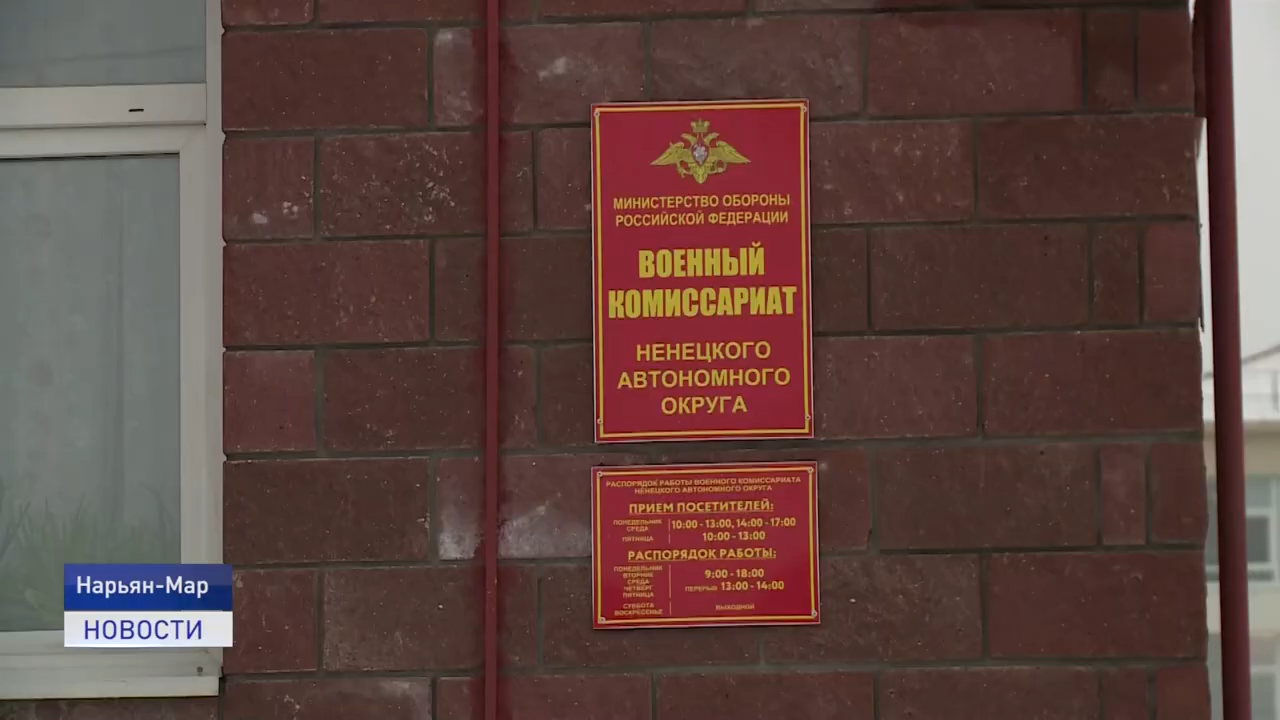 МИНИСТЕРСТВО ОБОРОНЫ
РОССИЙСКОЙ ФЕДЕРАЦИИ
ВОЕННЫЙ
КОМИССАРИАТ
НЕНЕЦКОГО
АВТОНОМНОГО
ОКРУГА
РАСПОРЯДОК РАБОТЫ ВОЕННОГО КОМИССАРИАТА
НЕНЕЦКОГО АВТОНОМНОГО ОКРУГА
ПРИЕМ ПОСЕТИТЕЛЕЙ:
ПОНЕДЕЛЬНИК
СРЕДА
10:00 - 13:00, 14:00 - 17:00
ПЯТНИЦА 10:00 - 13:00
РАСПОРЯДОК РАБОТЫ:
ПОНЕДЕЛЬНИК
ВТОРНИК
СРЕДА
ЧЕТВЕРГ
ПЯТНИЦА
9:00 - 18:00
ПЕРЕРЫВ 13:00 - 14:00
СУББОТА
ВОСКРЕСЕНЬЕ
ВЫХОДНОЙ
Нарьян-Мар
НОВОСТИ